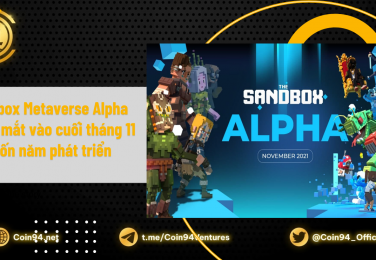 box Metaverse Alpha
mắt vào cuối tháng 11
ốn năm phát triển
THE
SANDBOX
ALPHA
NOVEMBER 2021
Coin94.net
t.me/Coin94Ventures
@Coin94_Offic